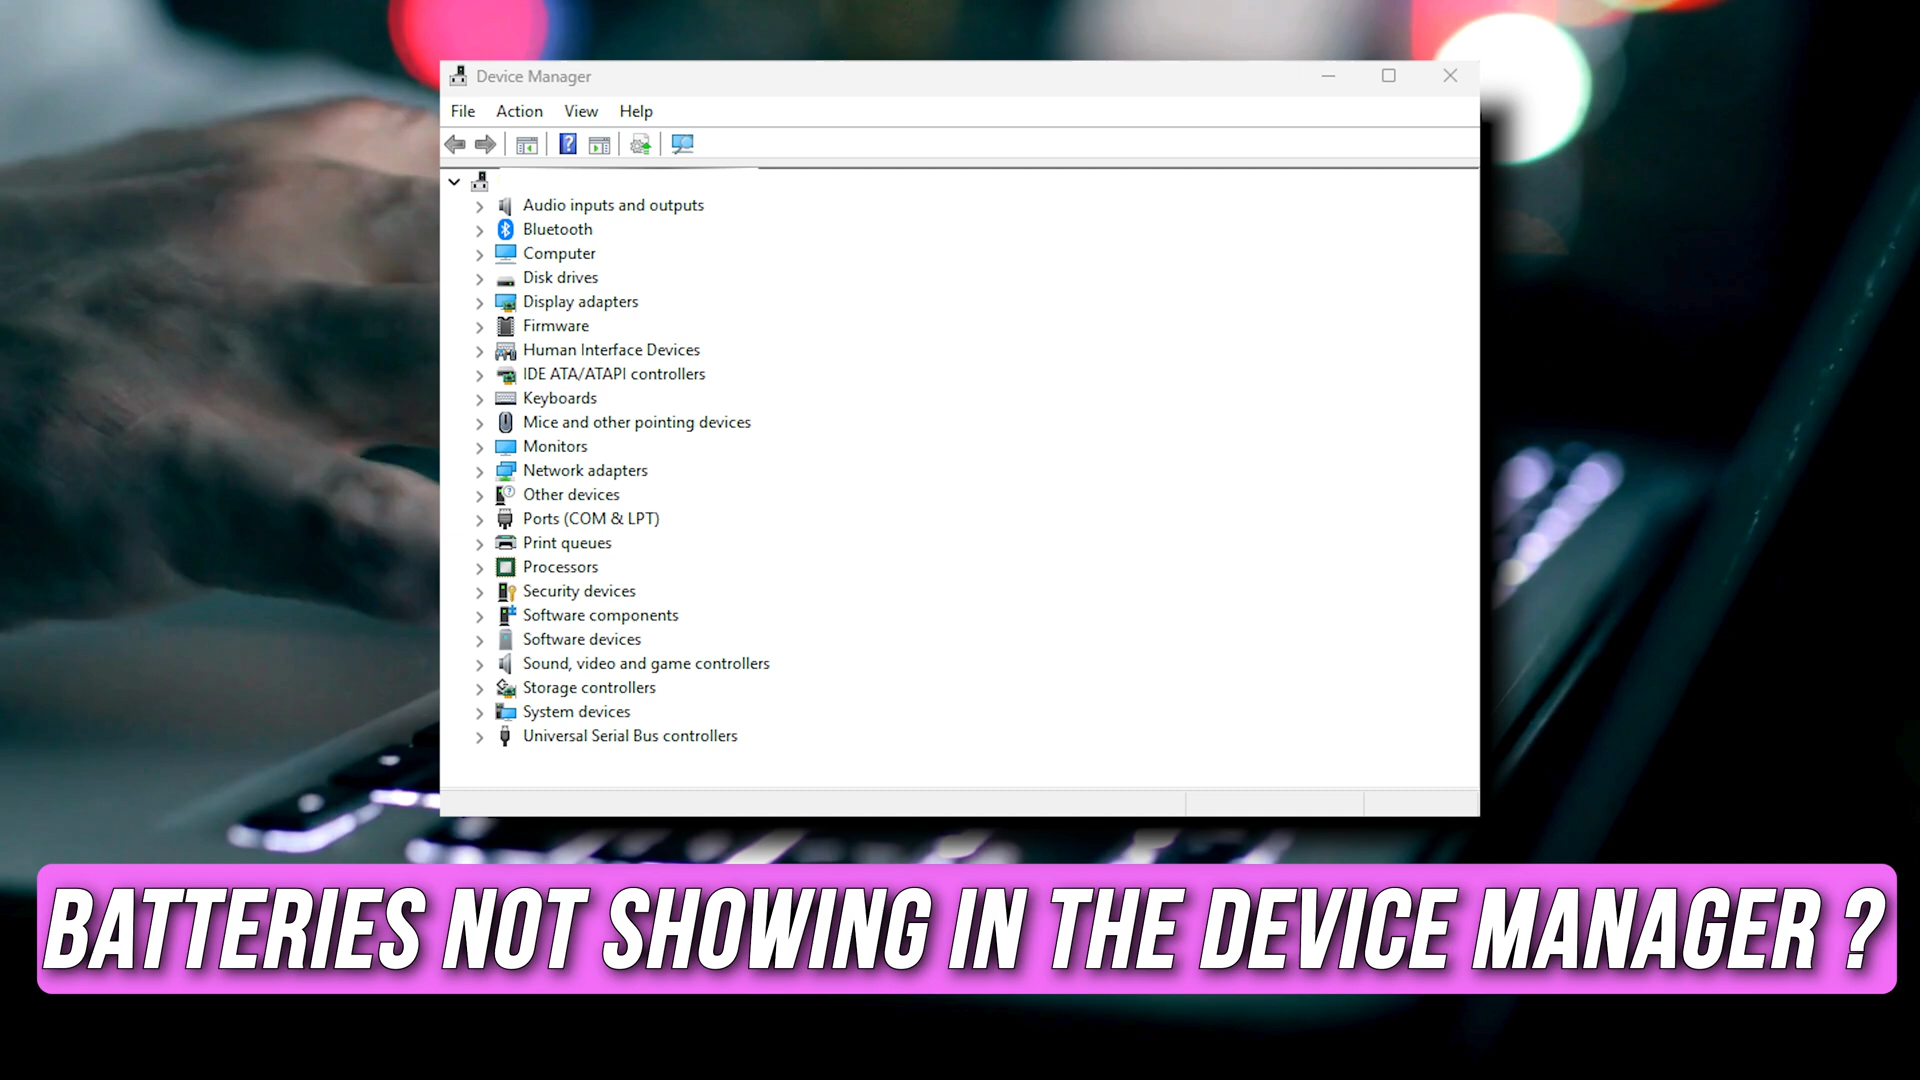 Device Manager
File Action View Help
Audio inputs and outputs
Bluetooth
Computer
Disk drives
Display adapters
Firmware
Human Interface Devices
IDE ATA/ATAPI controllers
Keyboards
Mice and other pointing devices
Monitors
Network adapters
Other devices
Ports (COM & LPT)
Print queues
Processors
Security devices
Software components
Software devices
Sound, video and game controllers
Storage controllers
System devices
Universal Serial Bus controllers
BATTERIES NOT SHOWING IN THE DEVICE MANAGER ?